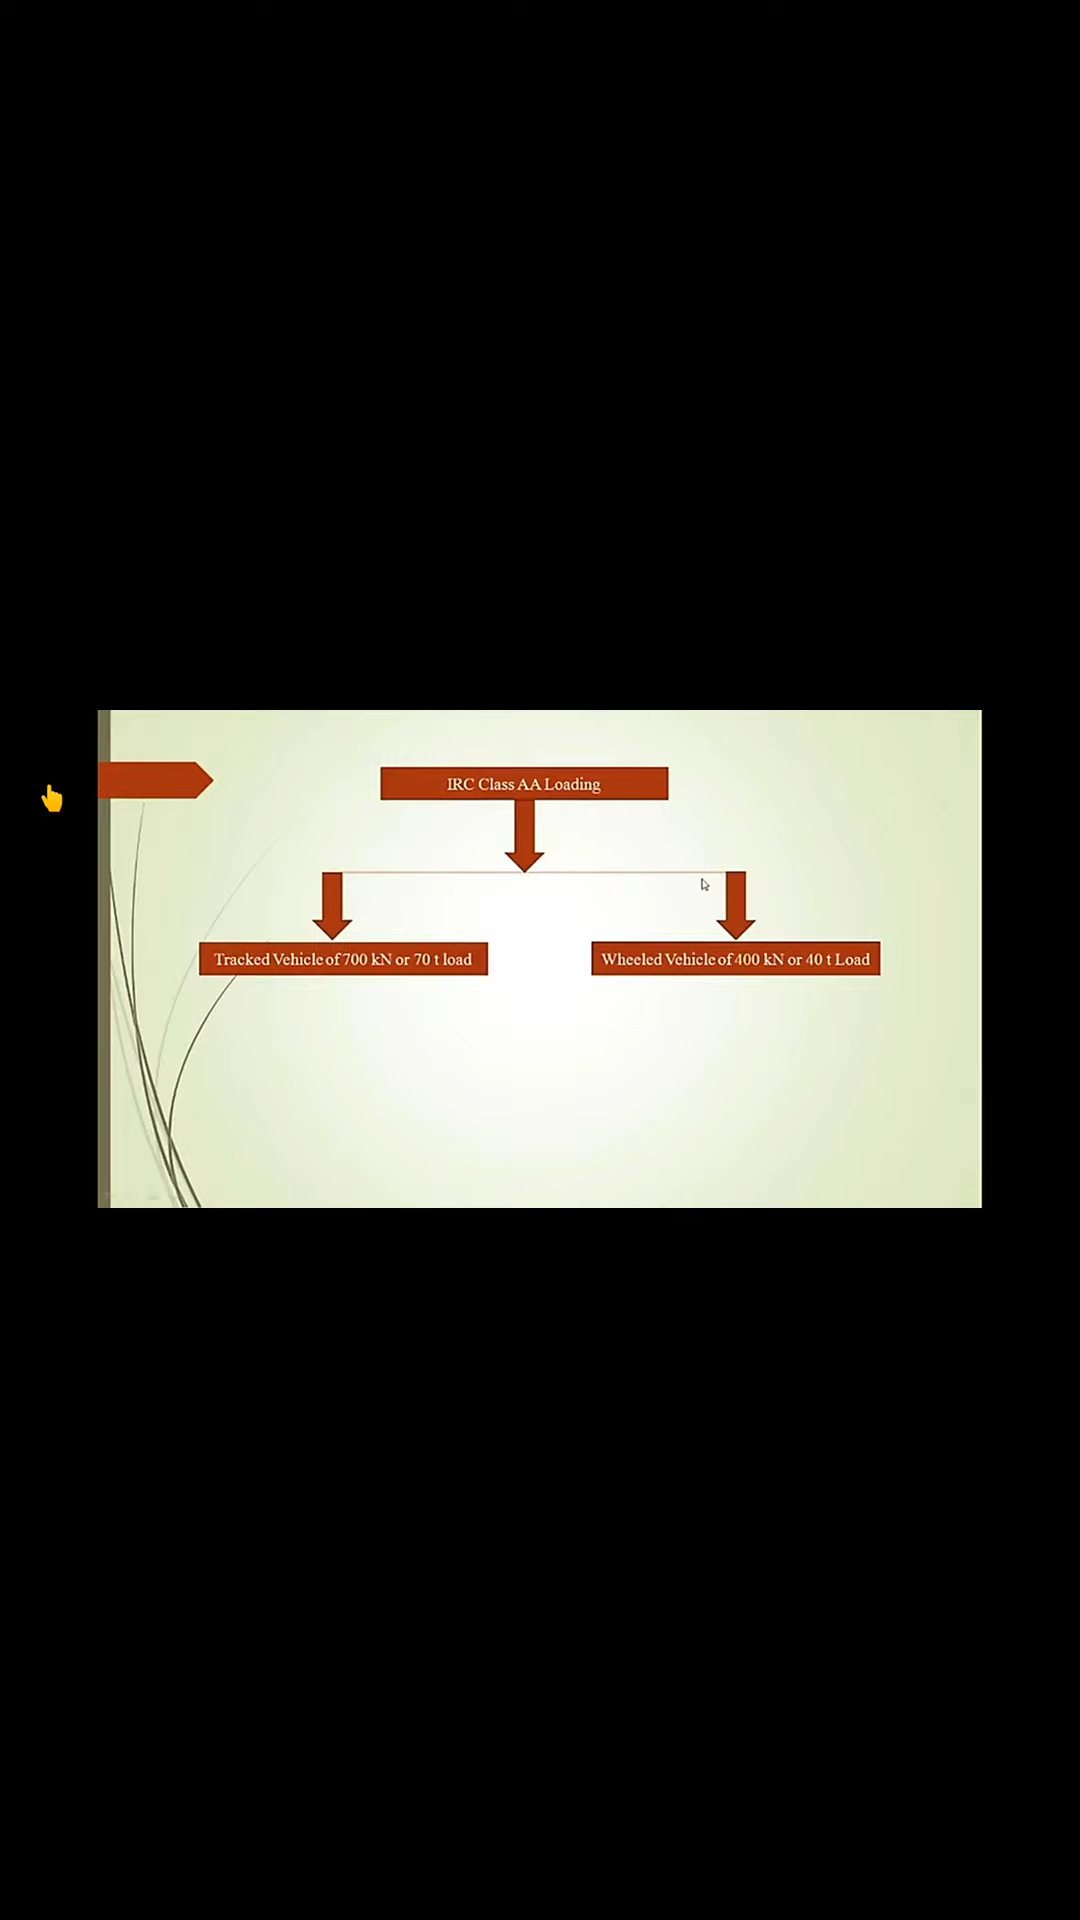 IRC Class AA Loading
Tracked Vehicle of 700 kN or 70 t load
Wheeled Vehicle of 400 kN or 40 t Load